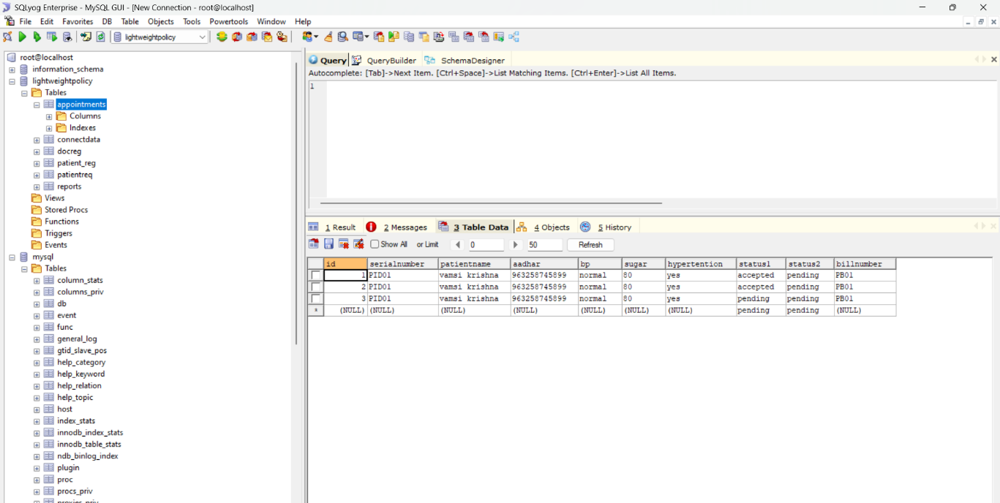 SQLyog Enterprise - MySQL GUI - [New Connection - root@localhost]
File Edit Favorites DB Table Objects Tools Powertools Window Help
lightweightpolicy
root@localhost
information_schema
lightweightpolicy
Tables
appointments
Columns
Indexes
connectdata
docreg
patient_reg
patientreq
reports
Views
Stored Procs
Functions
Triggers
Events
mysql
Tables
column_stats
columns_priv
db
event
func
general_log
gtid_slave_pos
help_category
help_keyword
help_relation
help_topic
host
index_stats
innodb_index_stats
innodb_table_stats
ndb_binlog_index
plugin
proc
procs_priv
proxies_priv
Query QueryBuilder SchemaDesigner
Autocomplete: [Tab]->Next Item. [Ctrl+Space]->List Matching Items. [Ctrl+Enter]->List All Items.
1
1 Result 2 Messages 3 Table Data 4 Objects 5 History
Show All or Limit 0 50 Refresh
id serialnumber patientname aadhar bp sugar hypertention status1 status2 billnumber
1 PID01 vamsi krishna 963258745899 normal 80 yes accepted pending PB01
2 PID01 vamsi krishna 963258745899 normal 80 yes accepted pending PB01
3 PID01 vamsi krishna 963258745899 normal 80 yes pending pending PB01
* (NULL) (NULL) (NULL) (NULL) (NULL) (NULL) (NULL) pending pending (NULL)